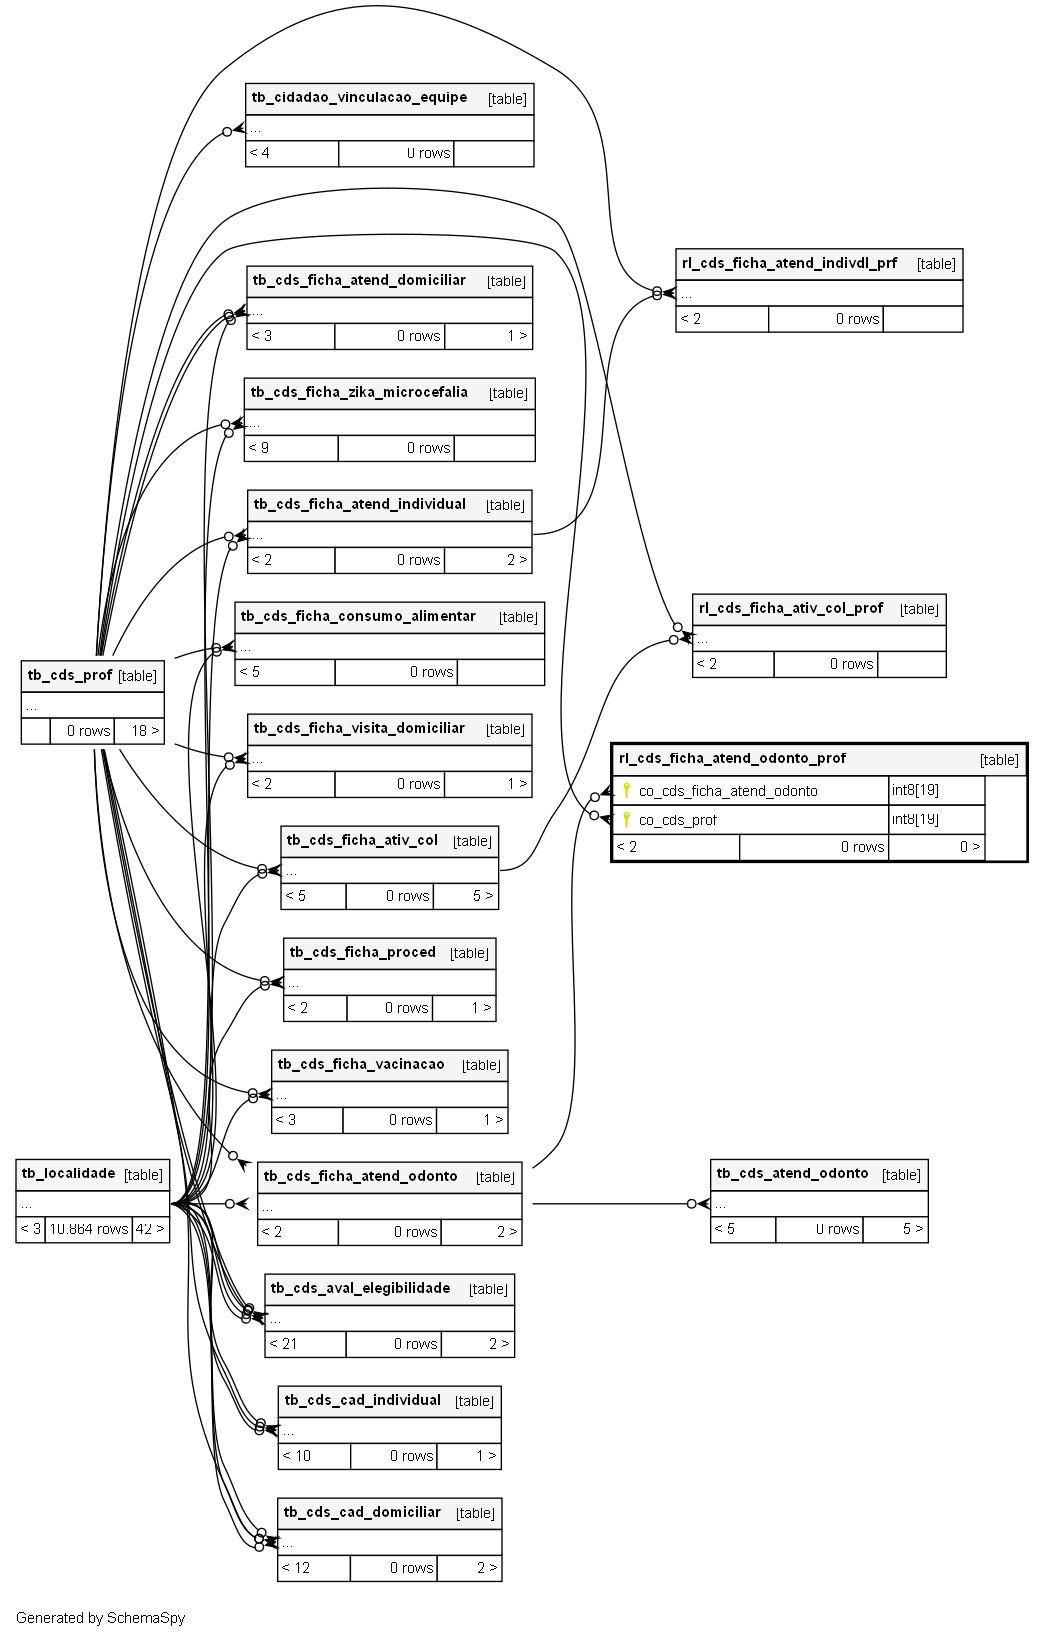 tb_cidadao_vinculacao_equipe [table]
...
< 4 0 rows
rl_cds_ficha_atend_indivdl_prf [table]
...
< 2 0 rows
tb_cds_ficha_atend_domiciliar [table]
...
< 3 0 rows 1 >
tb_cds_ficha_zika_microcefalia [table]
...
< 9 0 rows
tb_cds_ficha_atend_individual [table]
...
< 2 0 rows 2 >
tb_cds_ficha_consumo_alimentar [table]
...
< 5 0 rows
rl_cds_ficha_ativ_col_prof [table]
...
< 2 0 rows
tb_cds_prof [table]
...
0 rows 18 >
tb_cds_ficha_visita_domiciliar [table]
...
< 2 0 rows 1 >
rl_cds_ficha_atend_odonto_prof [table]
co_cds_ficha_atend_odonto int8[19]
co_cds_prof int8[19]
< 2 0 rows 0 >
tb_cds_ficha_ativ_col [table]
...
< 5 0 rows 5 >
tb_cds_ficha_proced [table]
...
< 2 0 rows 1 >
tb_cds_ficha_vacinacao [table]
...
< 3 0 rows 1 >
tb_localidade [table]
...
< 3 10.864 rows 42 >
tb_cds_ficha_atend_odonto [table]
...
< 2 0 rows 2 >
tb_cds_atend_odonto [table]
...
< 5 0 rows 5 >
tb_cds_aval_elegibilidade [table]
...
< 21 0 rows 2 >
tb_cds_cad_individual [table]
...
< 10 0 rows 1 >
tb_cds_cad_domiciliar [table]
...
< 12 0 rows 2 >
Generated by SchemaSpy